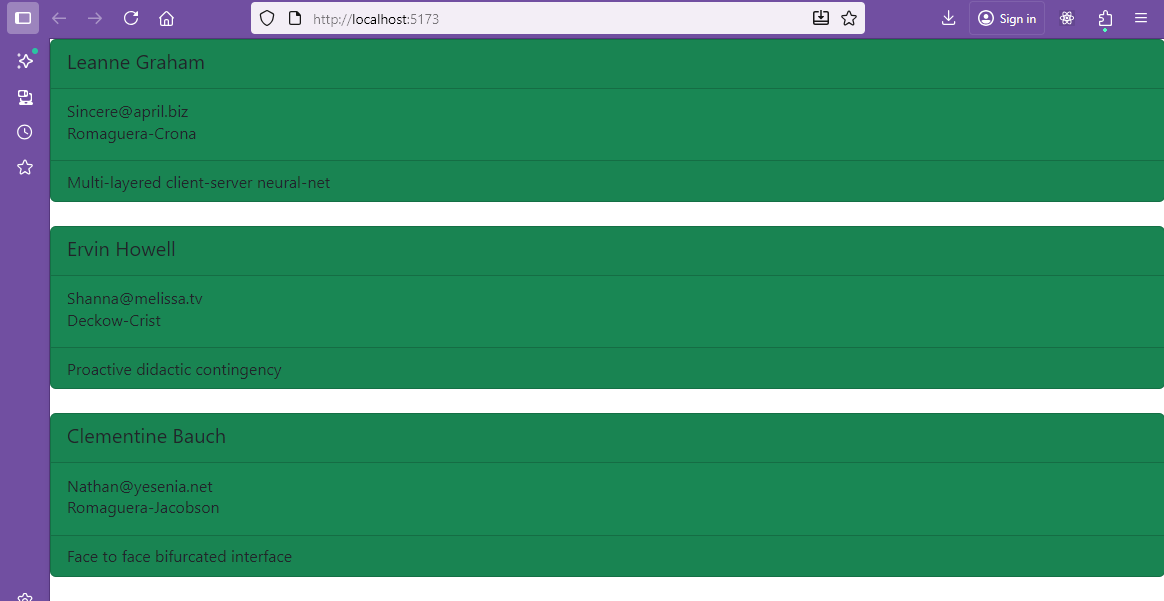 http://localhost:5173
Sign in
Leanne Graham
Sincere@april.biz
Romaguera-Crona
Multi-layered client-server neural-net
Ervin Howell
Shanna@melissa.tv
Deckow-Crist
Proactive didactic contingency
Clementine Bauch
Nathan@yesenia.net
Romaguera-Jacobson
Face to face bifurcated interface